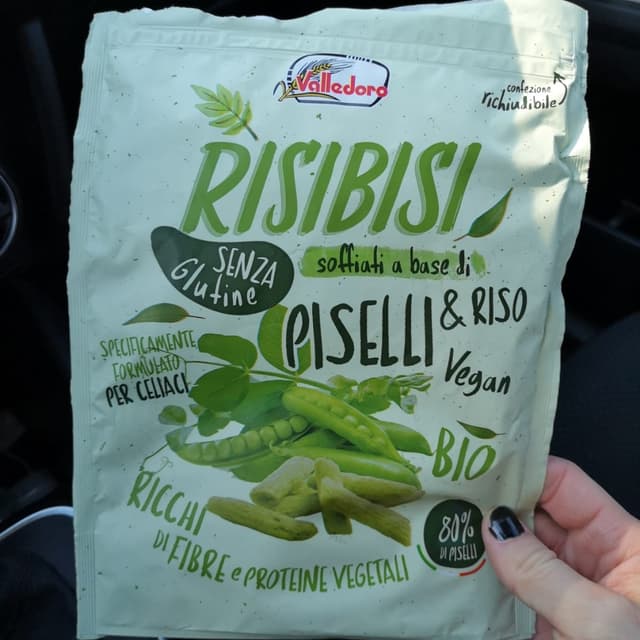 Valledoro
confezione
richiudibile
RISIBISI
SENZA
Glutine
soffiati a base di
PISELLI & RISO
Vegan
SPECIFICAMENTE
FORMULATO
PER CELIACI
BIO
RICCHI
DI FIBRE e PROTEINE VEGETALI
80%
DI PISELLI